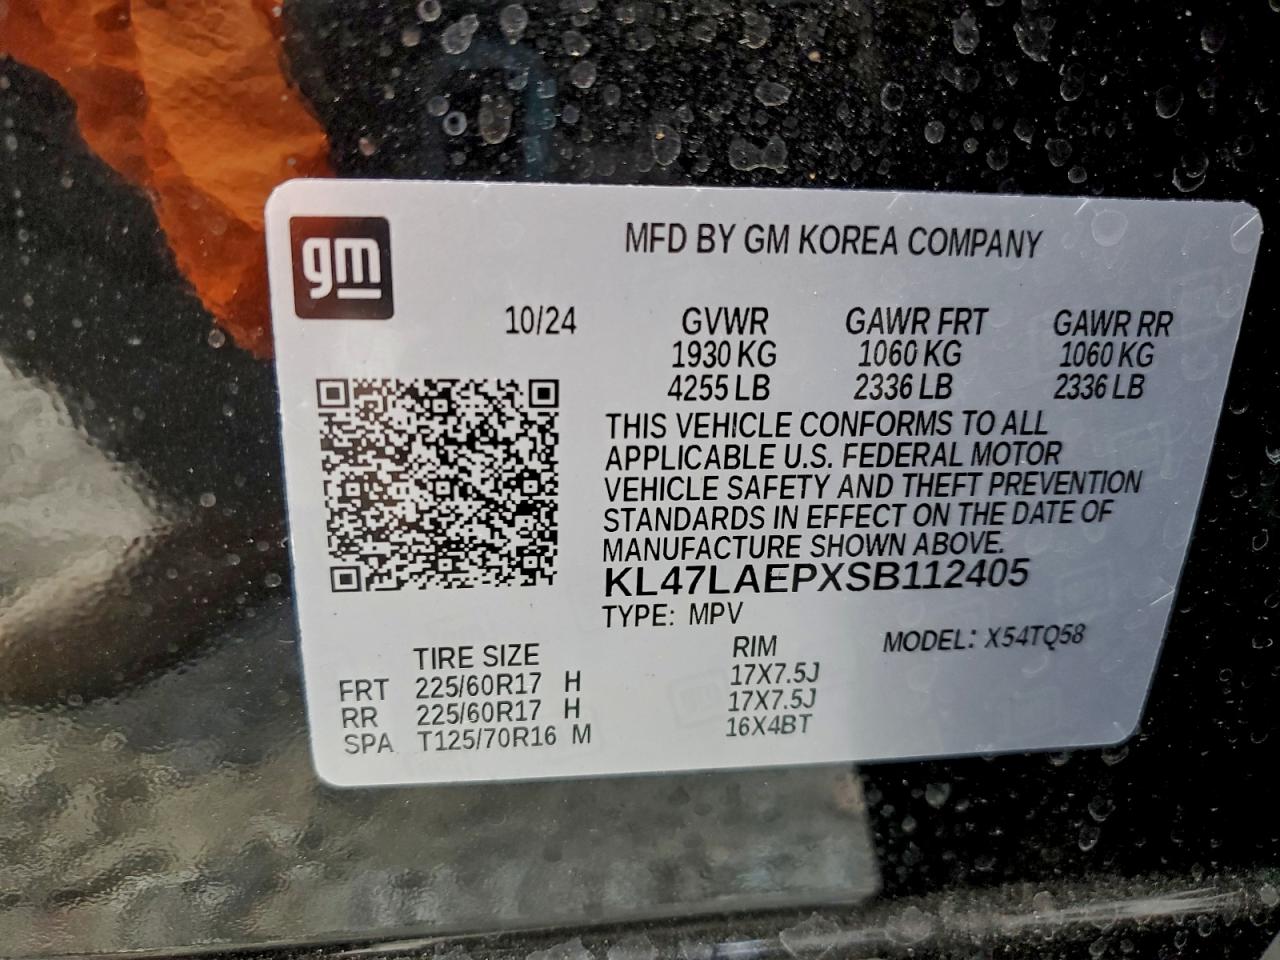 gm
MFD BY GM KOREA COMPANY
10/24
GVWR GAWR FRT GAWR RR
1930 KG 1060 KG 1060 KG
4255 LB 2336 LB 2336 LB
THIS VEHICLE CONFORMS TO ALL
APPLICABLE U.S. FEDERAL MOTOR
VEHICLE SAFETY AND THEFT PREVENTION
STANDARDS IN EFFECT ON THE DATE OF
MANUFACTURE SHOWN ABOVE.
KL47LAEPXSB112405
TYPE: MPV
MODEL: X54TQ58
TIRE SIZE RIM
FRT 225/60R17 H 17X7.5J
RR 225/60R17 H 17X7.5J
SPA T125/70R16 M 16X4BT